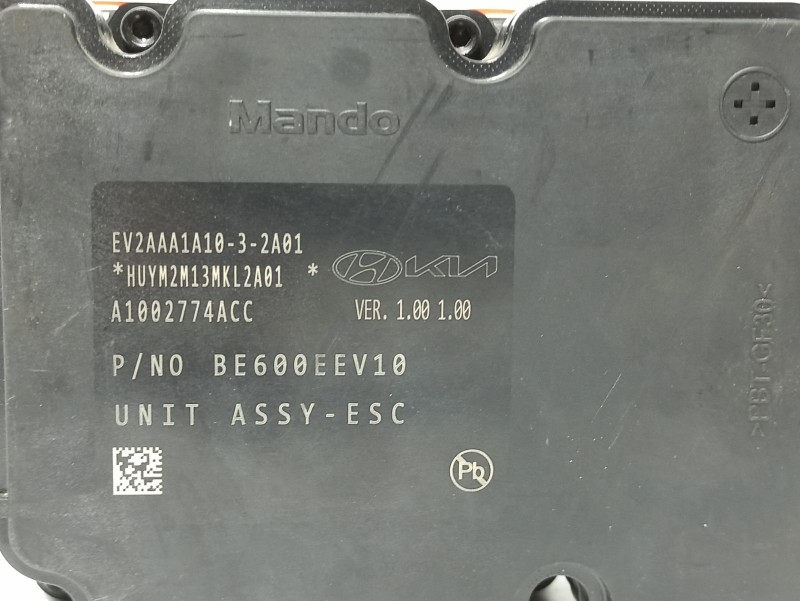 Mando
EV2AAA1A10-3-2A01
*HUYM2M13MKL2A01 *
KIA
A1002774ACC VER. 1.00 1.00
P/NO BE600EEV10
UNIT ASSY-ESC
Pb
>PBT-GF30<